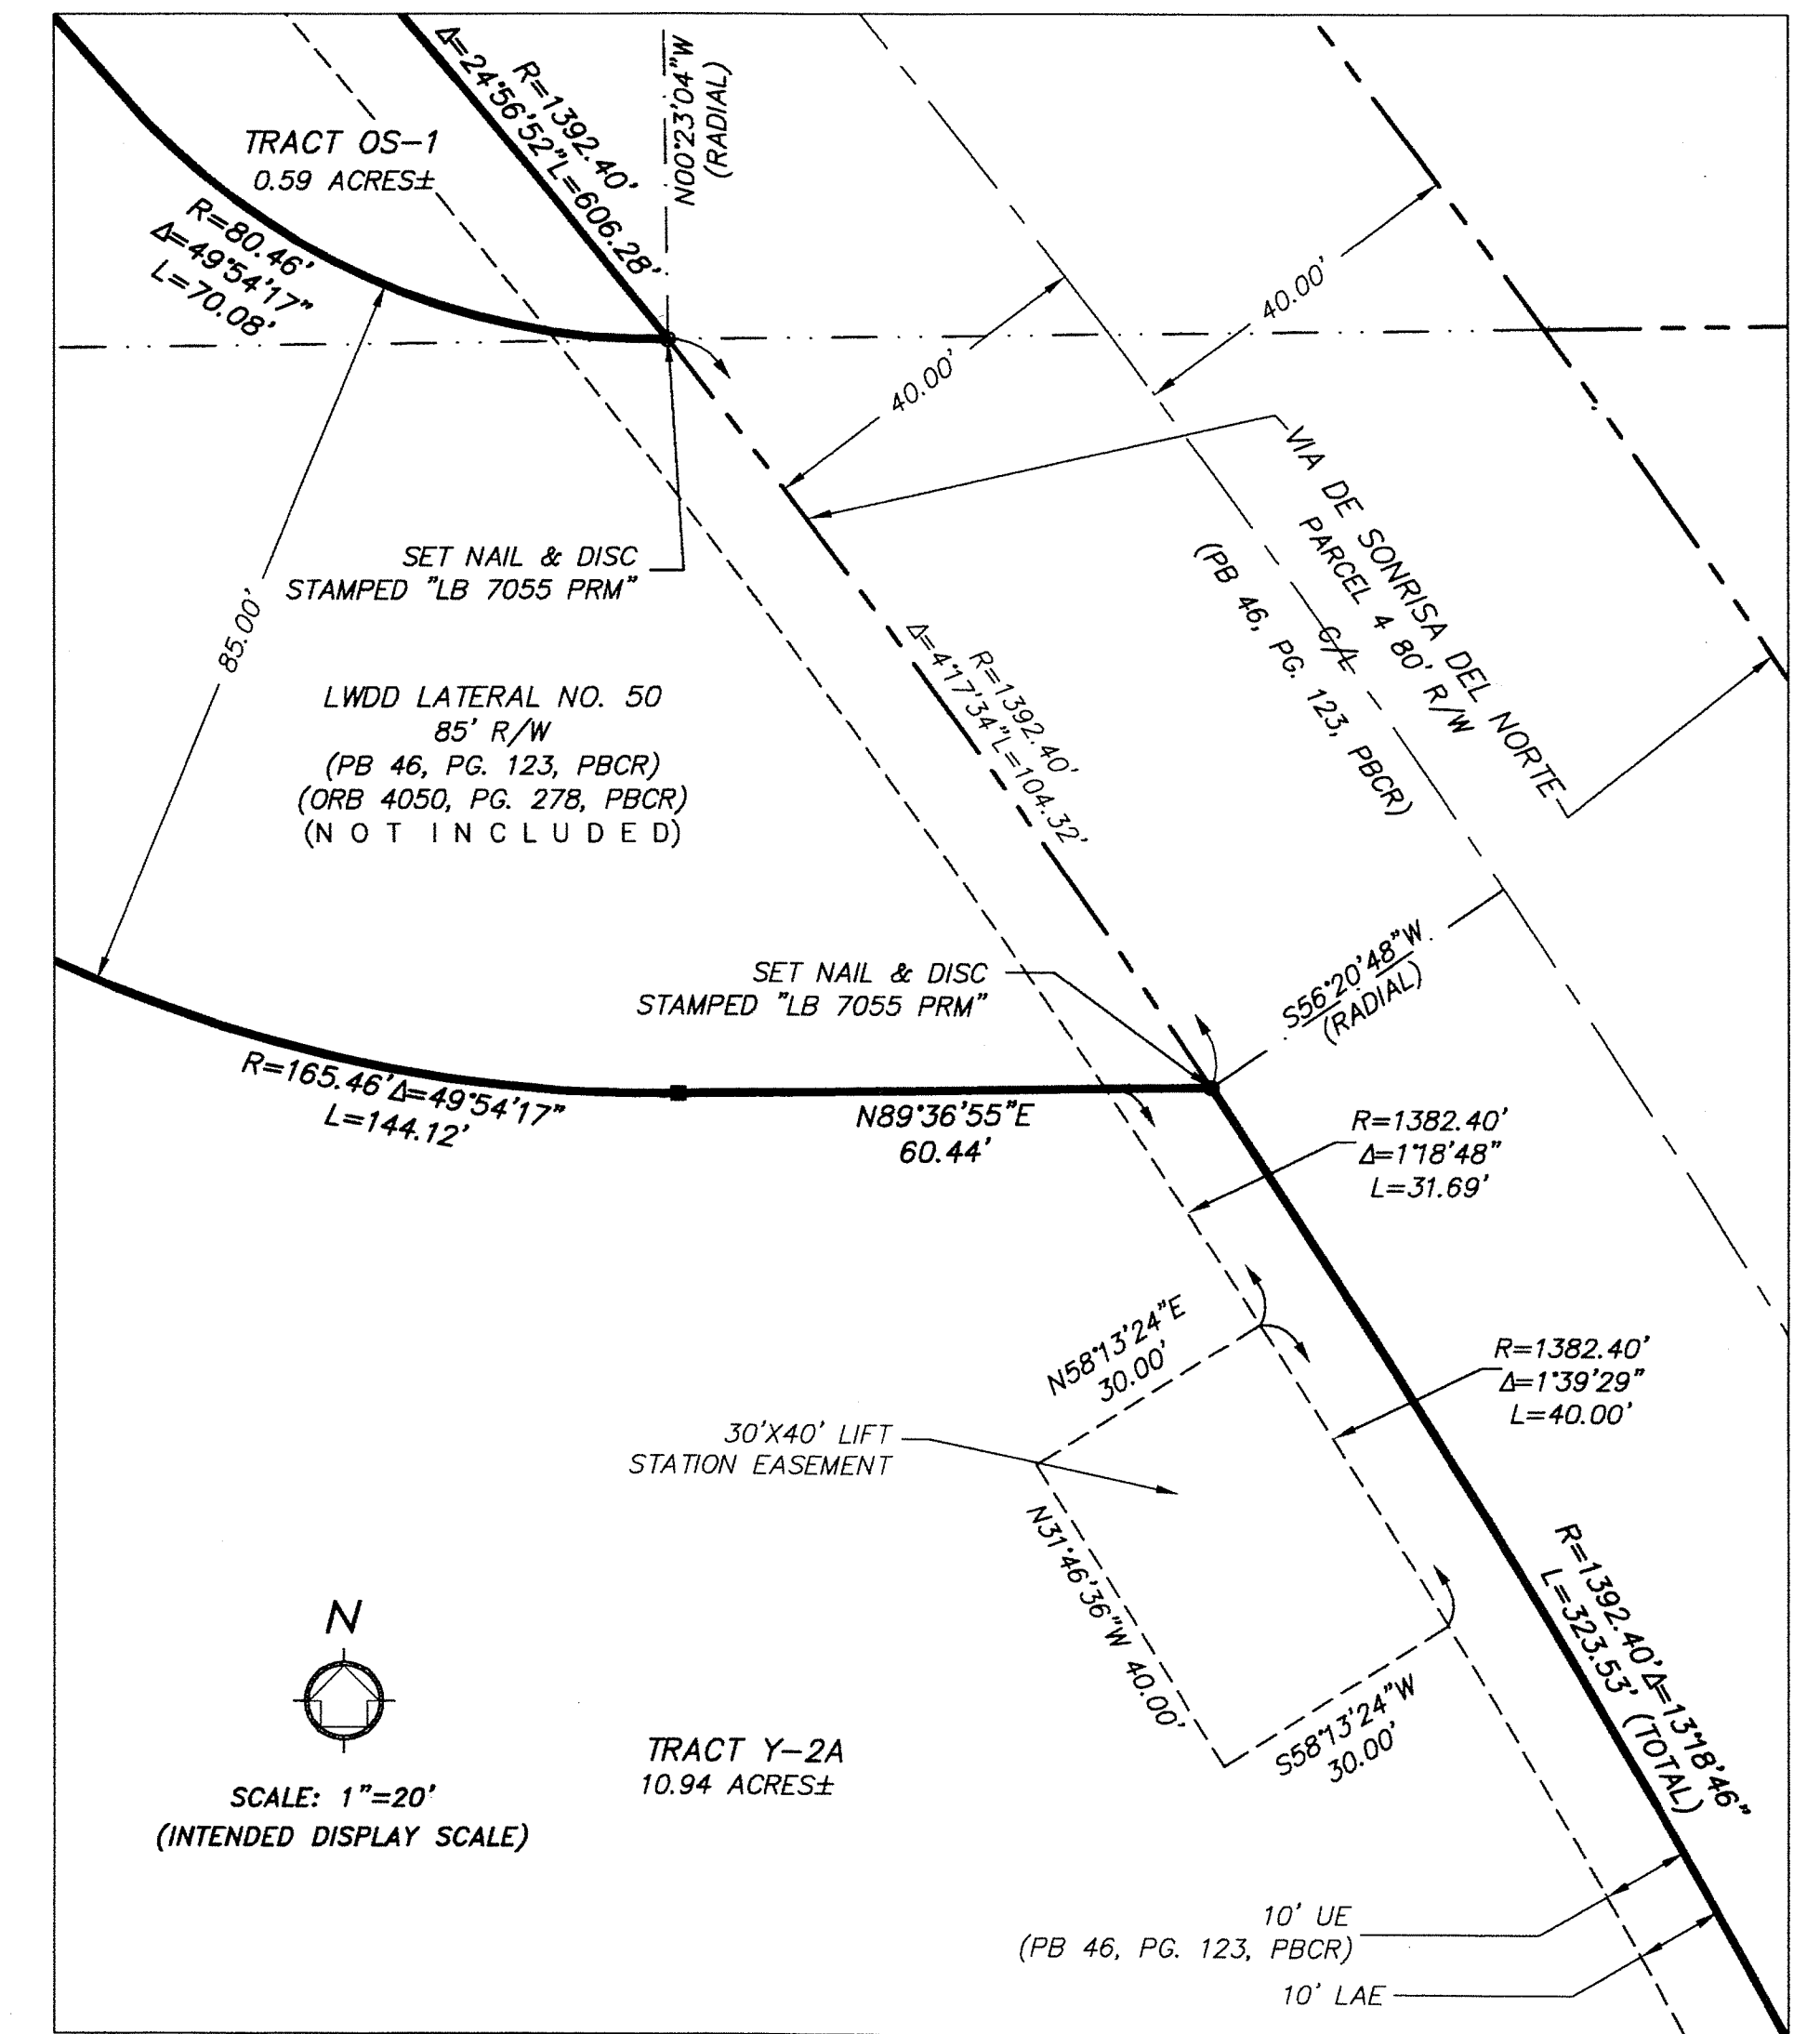 Δ=24°56'52" L=606.28'
R=1392.40'
N00°23'04"W
(RADIAL)
TRACT OS-1
0.59 ACRES±
R=80.46'
Δ=49°54'17"
L=70.08'
40.00'
40.00'
VIA DE SONRISA DEL NORTE
PARCEL 4 80' R/W
C/L
(PB 46, PG. 123, PBCR)
SET NAIL & DISC
STAMPED "LB 7055 PRM"
85.00'
LWDD LATERAL NO. 50
85' R/W
(PB 46, PG. 123, PBCR)
(ORB 4050, PG. 278, PBCR)
(NOT INCLUDED)
R=1392.40'
Δ=4°17'34" L=104.32'
SET NAIL & DISC
STAMPED "LB 7055 PRM"
S56°20'48"W
(RADIAL)
R=165.46' Δ=49°54'17"
L=144.12'
N89°36'55"E
60.44'
R=1382.40'
Δ=1°18'48"
L=31.69'
N58°13'24"E
30.00'
R=1382.40'
Δ=1°39'29"
L=40.00'
30'X40' LIFT
STATION EASEMENT
N31°46'36"W 40.00'
S58°13'24"W
30.00'
R=1392.40' Δ=13°18'46"
L=323.53' (TOTAL)
N
SCALE: 1"=20'
(INTENDED DISPLAY SCALE)
TRACT Y-2A
10.94 ACRES±
10' UE
(PB 46, PG. 123, PBCR)
10' LAE